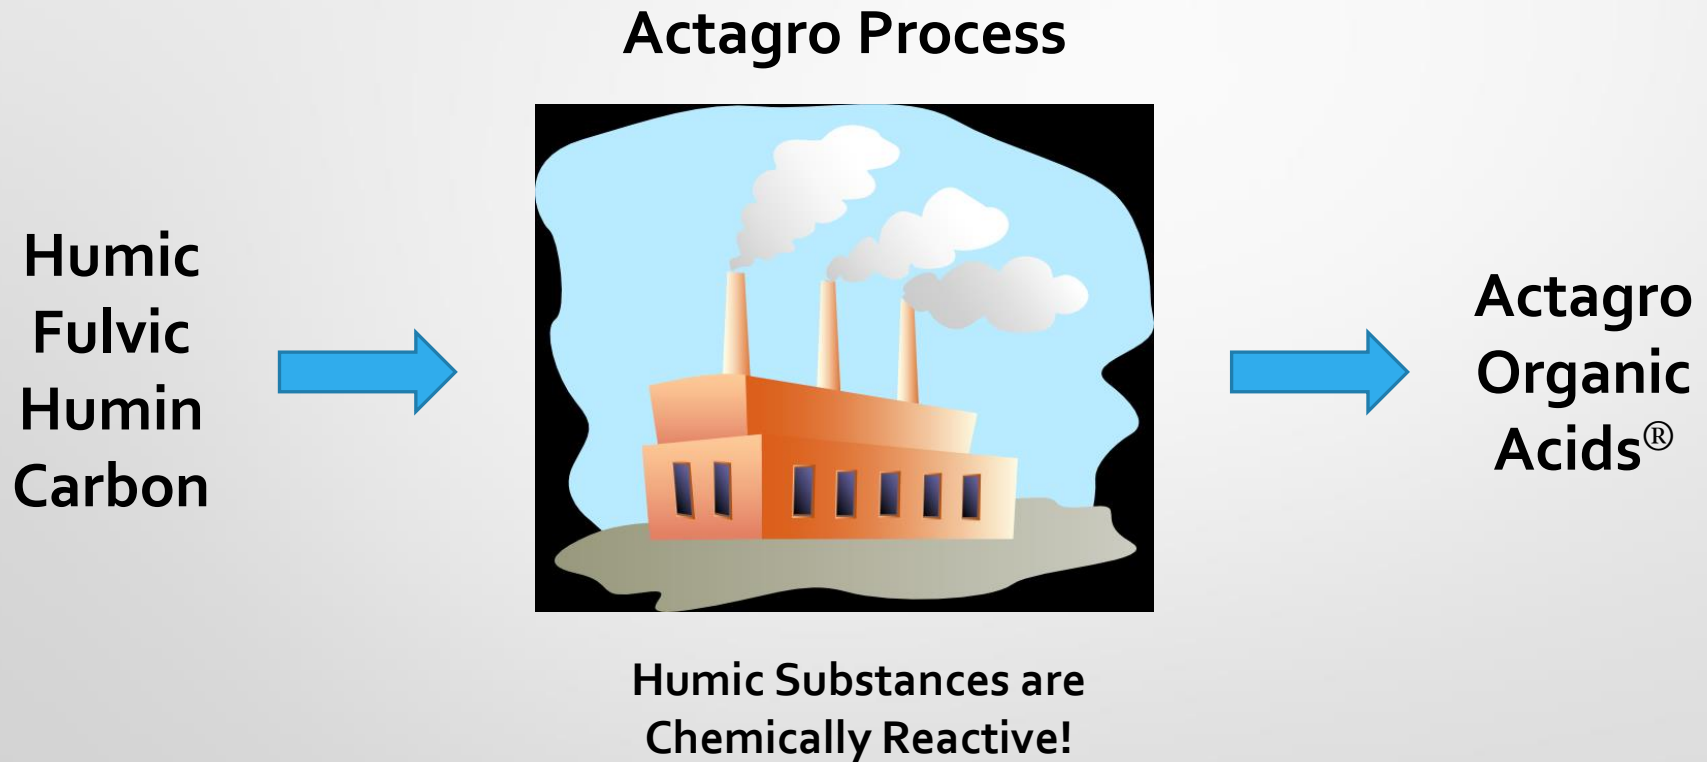 Actagro Process
Humic
Fulvic
Humin
Carbon
Actagro
Organic
Acids®
Humic Substances are
Chemically Reactive!